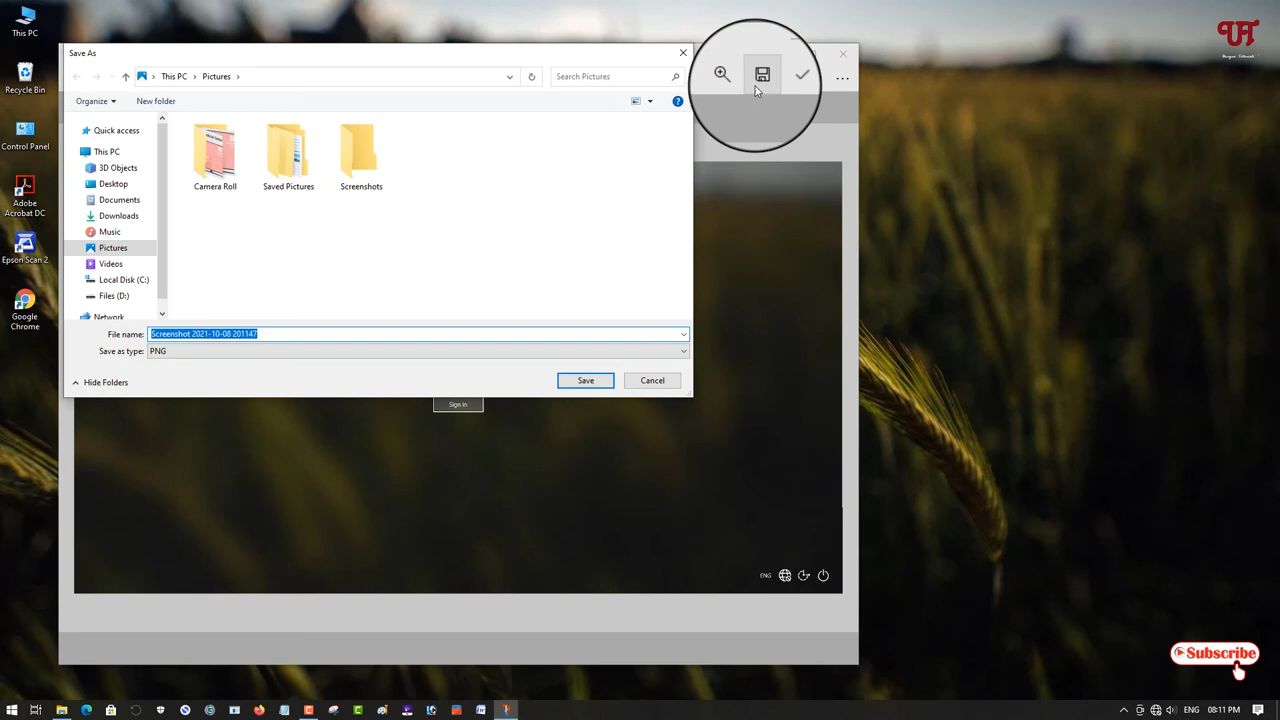 This PC
Recycle Bin
Control Panel
Adobe
Acrobat DC
Epson Scan 2
Google
Chrome
Save As
This PC
Pictures
Search Pictures
Organize
New folder
Quick access
This PC
3D Objects
Desktop
Documents
Downloads
Music
Pictures
Videos
Local Disk (C:)
Files (D:)
Network
Camera Roll
Saved Pictures
Screenshots
File name:
Screenshot 2021-10-08 201147
Save as type:
PNG
Hide Folders
Save
Cancel
Sign in
ENG
UT
Unique Tutorials
Subscribe
ENG
08:11 PM